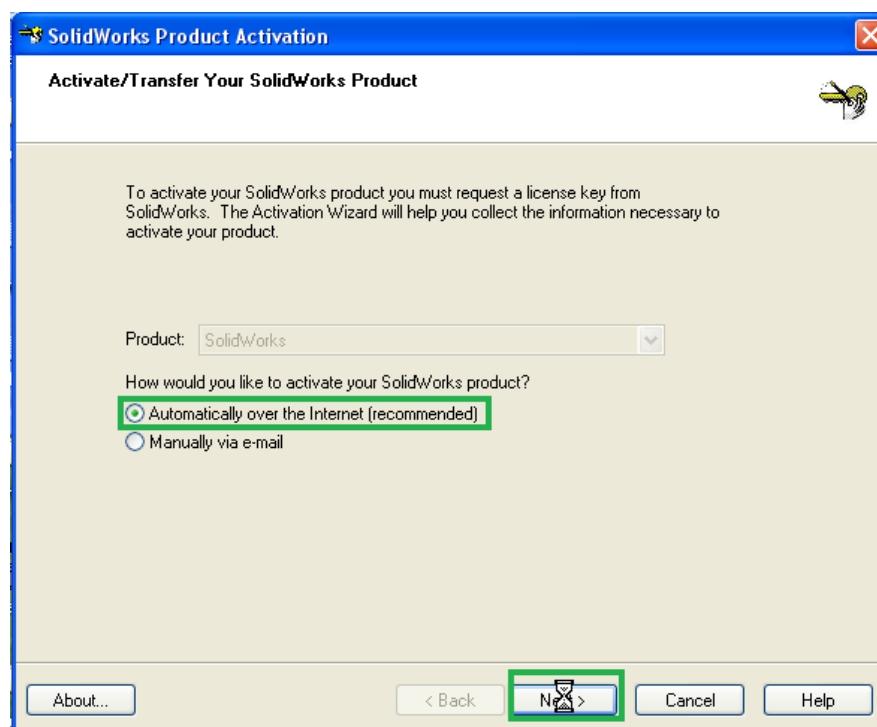 SolidWorks Product Activation
Activate/Transfer Your SolidWorks Product
To activate your SolidWorks product you must request a license key from
SolidWorks. The Activation Wizard will help you collect the information necessary to
activate your product.
Product: SolidWorks
How would you like to activate your SolidWorks product?
Automatically over the Internet (recommended)
Manually via e-mail
About... < Back Next > Cancel Help